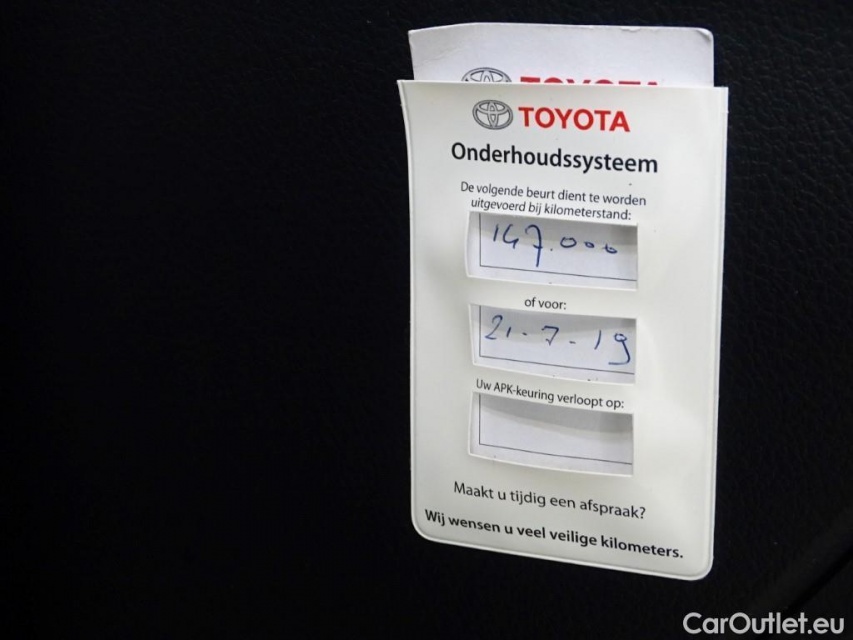 TOYOTA
TOYOTA
Onderhoudssysteem
De volgende beurt dient te worden
uitgevoerd bij kilometerstand:
147.000
of voor:
21-7-19
Uw APK-keuring verloopt op:
Maakt u tijdig een afspraak?
Wij wensen u veel veilige kilometers.
CarOutlet.eu